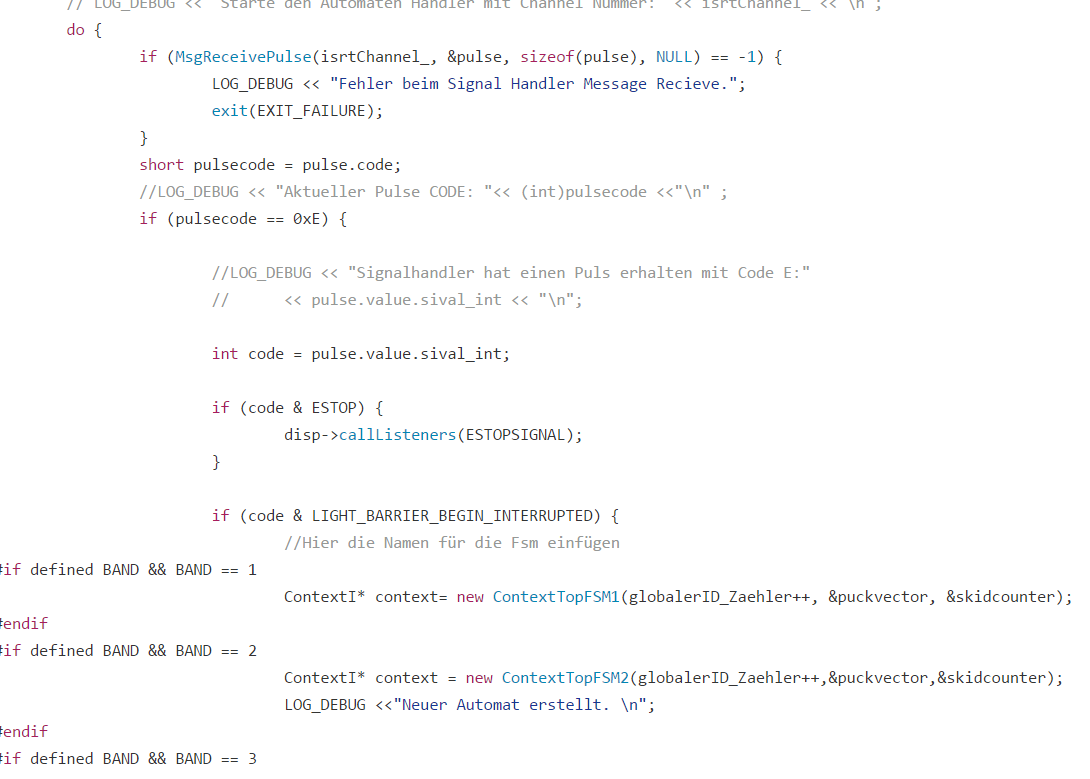 // LOG_DEBUG << "Starte den Automaten Handler mit Channel Nummer: "<< isrtChannel_ << "\n";
do {
if (MsgReceivePulse(isrtChannel_, &pulse, sizeof(pulse), NULL) == -1) {
LOG_DEBUG << "Fehler beim Signal Handler Message Recieve.";
exit(EXIT_FAILURE);
}
short pulsecode = pulse.code;
//LOG_DEBUG << "Aktueller Pulse CODE: "<< (int)pulsecode <<"\n" ;
if (pulsecode == 0xE) {
//LOG_DEBUG << "Signalhandler hat einen Puls erhalten mit Code E:"
//      << pulse.value.sival_int << "\n";
int code = pulse.value.sival_int;
if (code & ESTOP) {
disp->callListeners(ESTOPSIGNAL);
}
if (code & LIGHT_BARRIER_BEGIN_INTERRUPTED) {
//Hier die Namen für die Fsm einfügen
#if defined BAND && BAND == 1
ContextI* context= new ContextTopFSM1(globalerID_Zaehler++, &puckvector, &skidcounter);
#endif
#if defined BAND && BAND == 2
ContextI* context = new ContextTopFSM2(globalerID_Zaehler++,&puckvector,&skidcounter);
LOG_DEBUG <<"Neuer Automat erstellt. \n";
#endif
#if defined BAND && BAND == 3